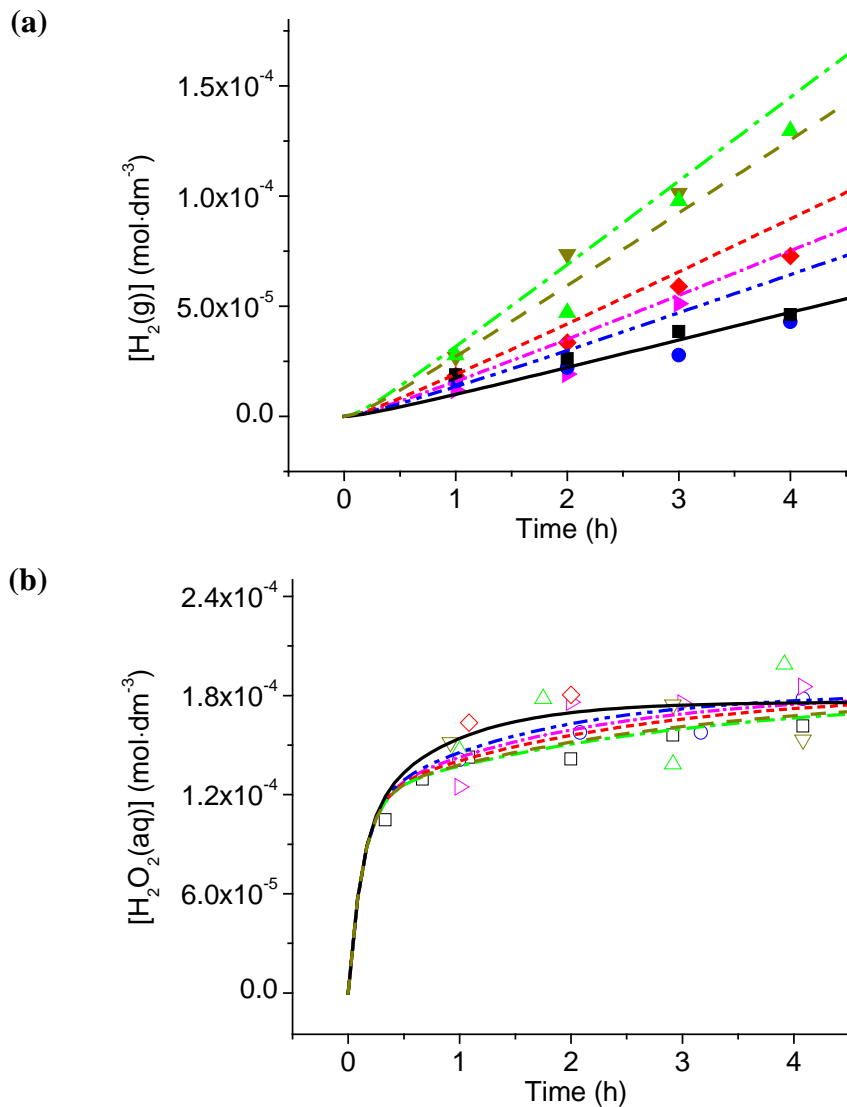 (a)
1.5x10⁻⁴
1.0x10⁻⁴
5.0x10⁻⁵
0.0
[H₂(g)] (mol·dm⁻³)
0 1 2 3 4
Time (h)
(b)
2.4x10⁻⁴
1.8x10⁻⁴
1.2x10⁻⁴
6.0x10⁻⁵
0.0
[H₂O₂(aq)] (mol·dm⁻³)
0 1 2 3 4
Time (h)